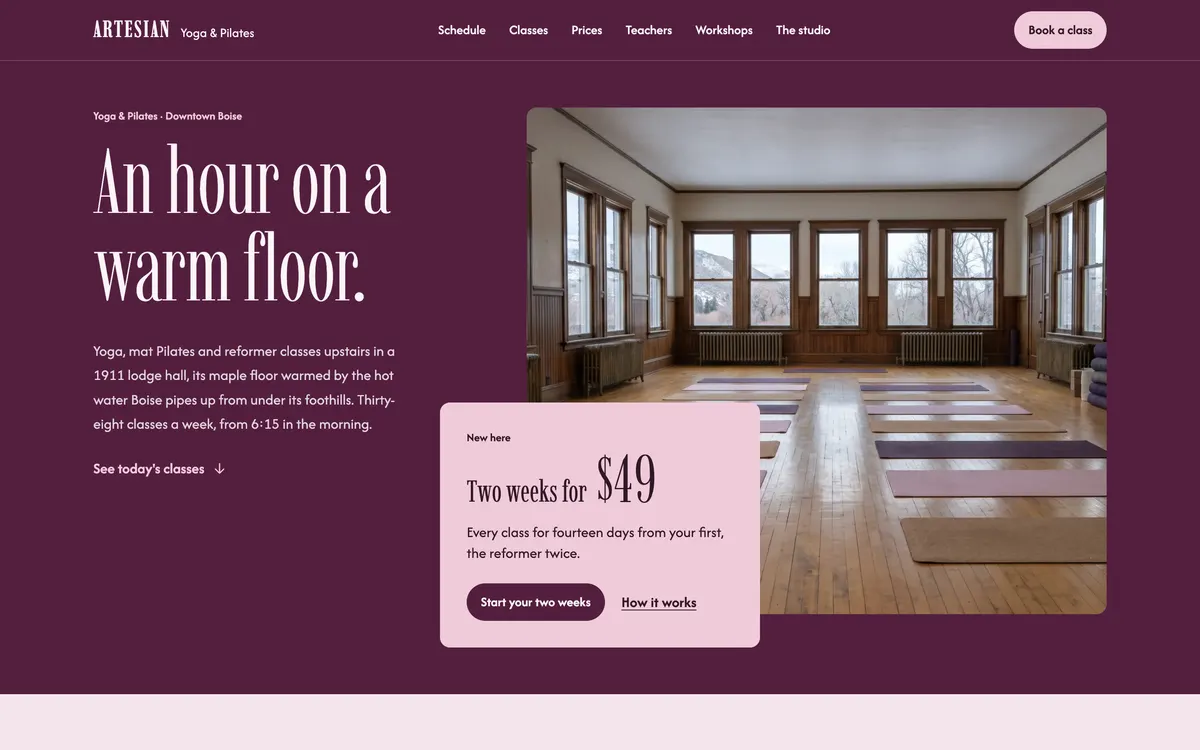 ARTESIAN Yoga & Pilates
Schedule Classes Prices Teachers Workshops The studio
Book a class
Yoga & Pilates · Downtown Boise
An hour on a
warm floor.
Yoga, mat Pilates and reformer classes upstairs in a
1911 lodge hall, its maple floor warmed by the hot
water Boise pipes up from under its foothills. Thirty-
eight classes a week, from 6:15 in the morning.
See today's classes ↓
New here
Two weeks for $49
Every class for fourteen days from your first,
the reformer twice.
Start your two weeks
How it works